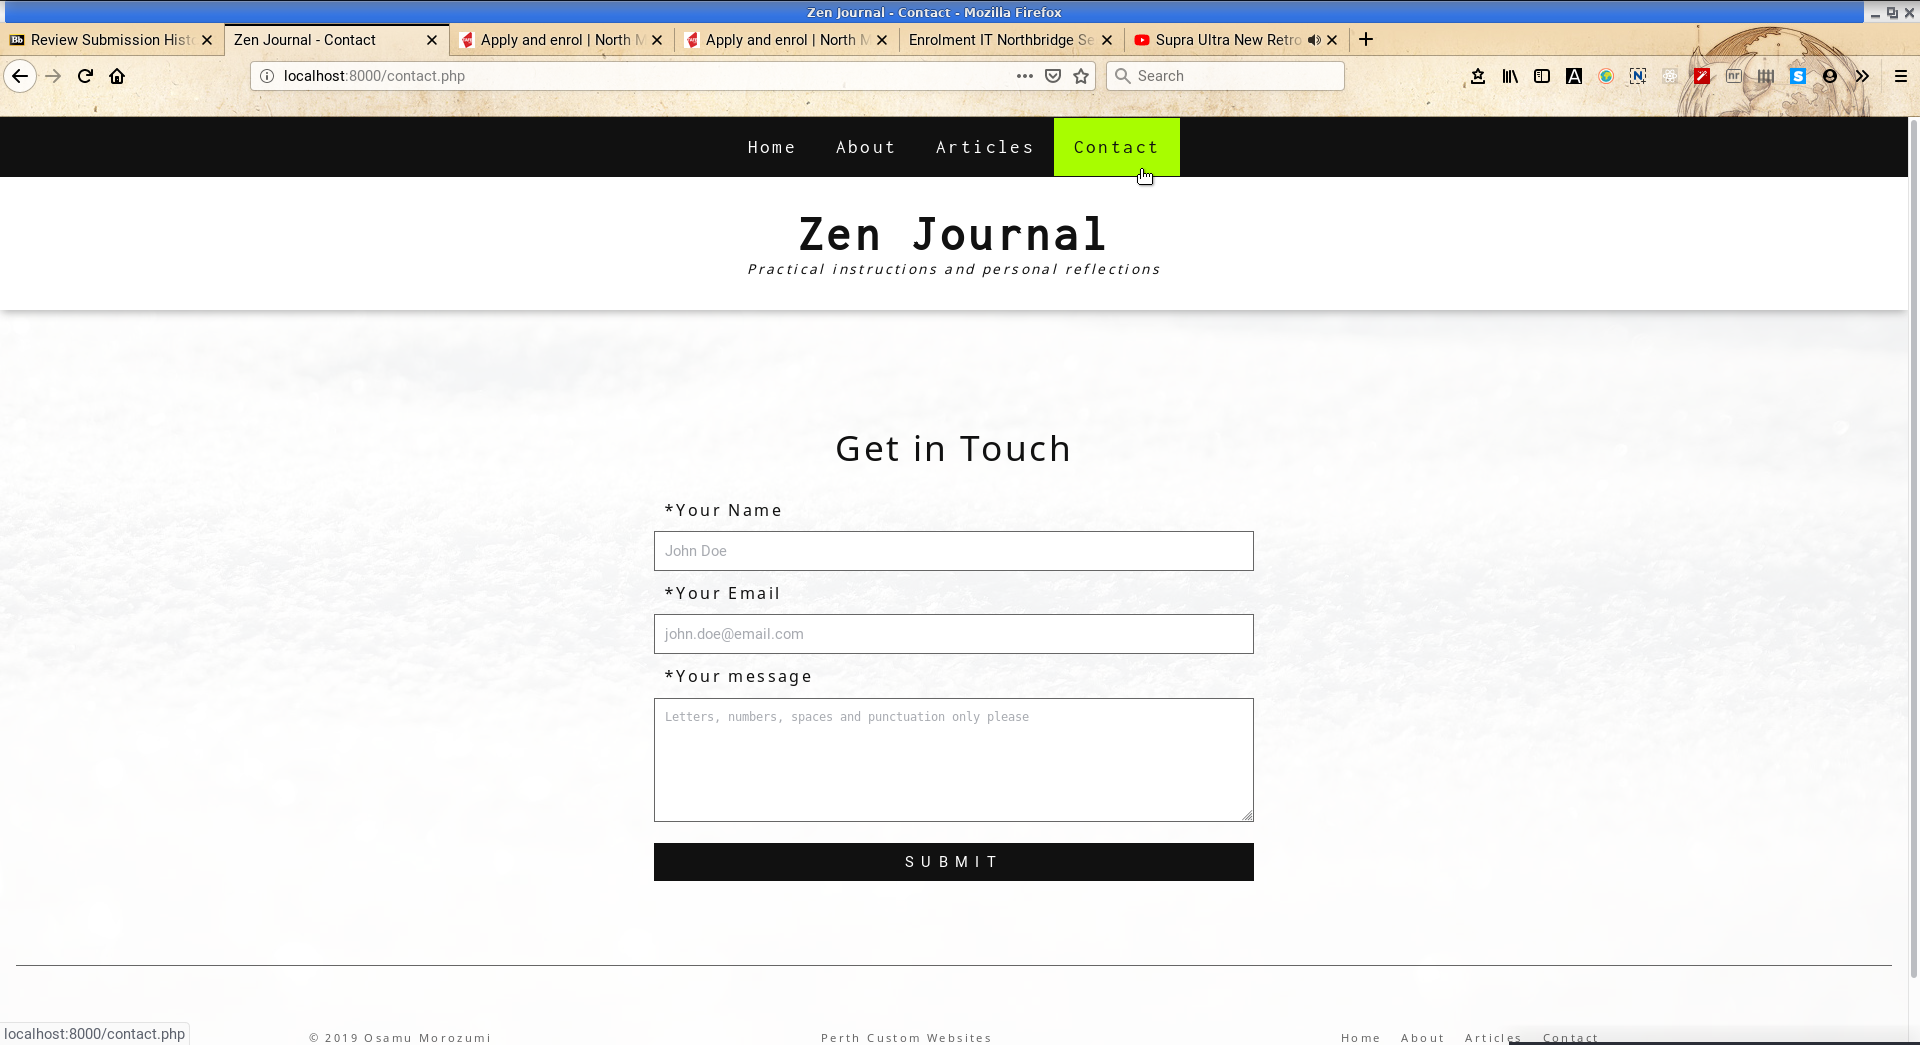 Zen Journal - Contact - Mozilla Firefox
Bb Review Submission Histo
Zen Journal - Contact
Apply and enrol | North M
Apply and enrol | North M
Enrolment IT Northbridge Se
Supra Ultra New Retro
localhost:8000/contact.php
Search
Home About Articles Contact
Zen Journal
Practical instructions and personal reflections
Get in Touch
*Your Name
John Doe
*Your Email
john.doe@email.com
*Your message
Letters, numbers, spaces and punctuation only please
SUBMIT
© 2019 Osamu Morozumi
Perth Custom Websites
Home About Articles Contact
localhost:8000/contact.php